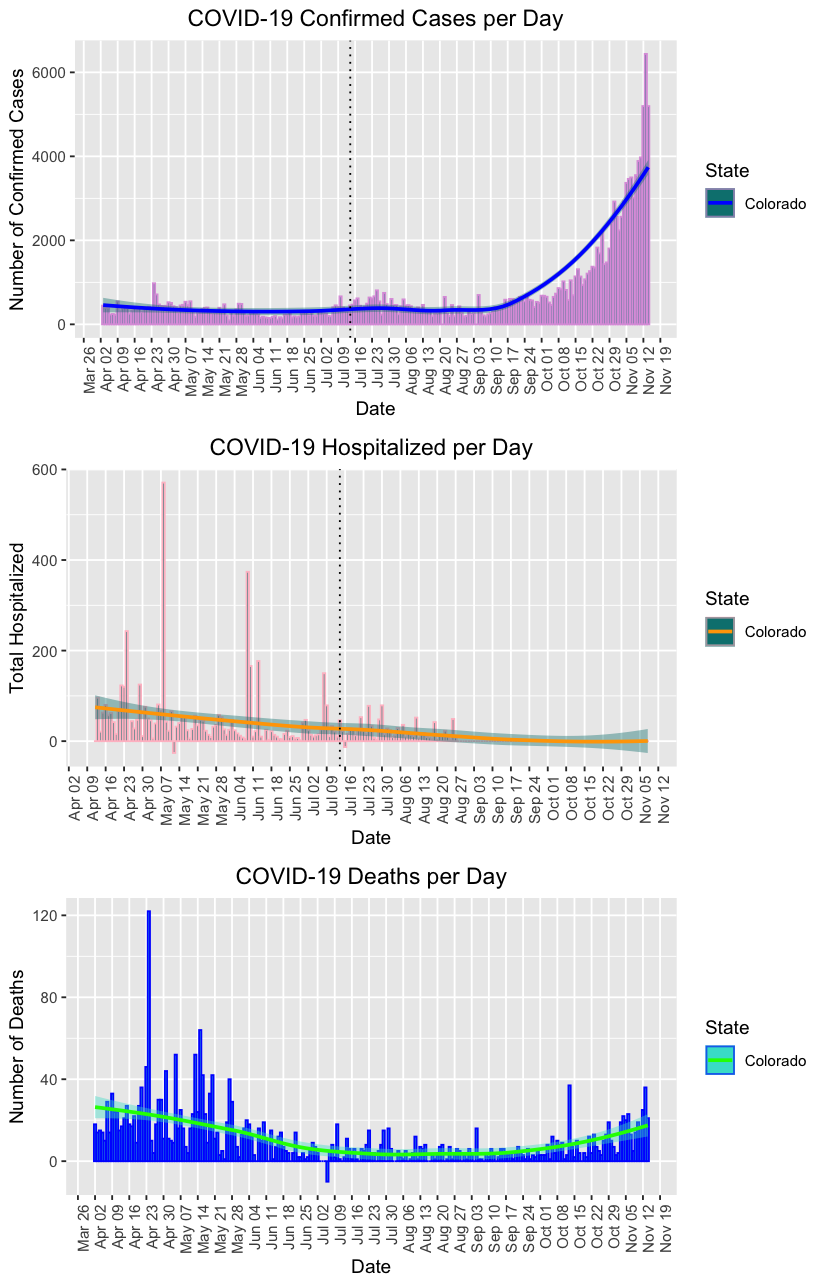 COVID-19 Confirmed Cases per Day
Number of Confirmed Cases
6000
4000
2000
0
Mar 26
Apr 02
Apr 09
Apr 16
Apr 23
Apr 30
May 07
May 14
May 21
May 28
Jun 04
Jun 11
Jun 18
Jun 25
Jul 02
Jul 09
Jul 16
Jul 23
Jul 30
Aug 06
Aug 13
Aug 20
Aug 27
Sep 03
Sep 10
Sep 17
Sep 24
Oct 01
Oct 08
Oct 15
Oct 22
Oct 29
Nov 05
Nov 12
Nov 19
Date
State
Colorado
COVID-19 Hospitalized per Day
Total Hospitalized
600
400
200
0
Apr 02
Apr 09
Apr 16
Apr 23
Apr 30
May 07
May 14
May 21
May 28
Jun 04
Jun 11
Jun 18
Jun 25
Jul 02
Jul 09
Jul 16
Jul 23
Jul 30
Aug 06
Aug 13
Aug 20
Aug 27
Sep 03
Sep 10
Sep 17
Sep 24
Oct 01
Oct 08
Oct 15
Oct 22
Oct 29
Nov 05
Nov 12
Date
State
Colorado
COVID-19 Deaths per Day
Number of Deaths
120
80
40
0
Mar 26
Apr 02
Apr 09
Apr 16
Apr 23
Apr 30
May 07
May 14
May 21
May 28
Jun 04
Jun 11
Jun 18
Jun 25
Jul 02
Jul 09
Jul 16
Jul 23
Jul 30
Aug 06
Aug 13
Aug 20
Aug 27
Sep 03
Sep 10
Sep 17
Sep 24
Oct 01
Oct 08
Oct 15
Oct 22
Oct 29
Nov 05
Nov 12
Nov 19
Date
State
Colorado